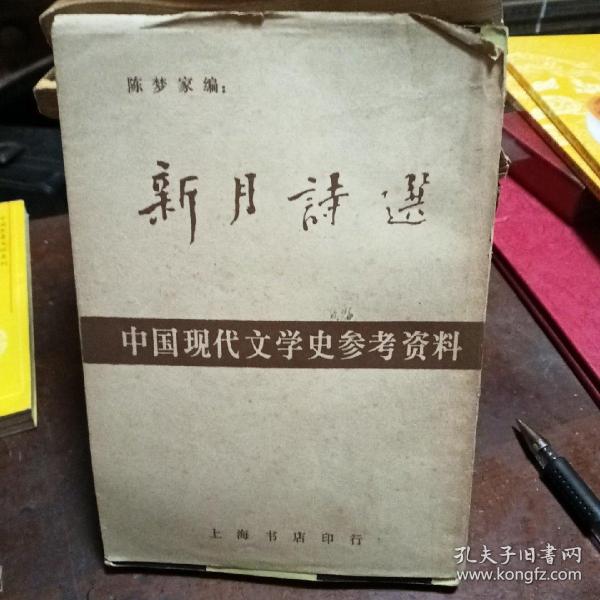 陈梦家编:
新月詩選
中国现代文学史参考资料
上海书店印行
孔夫子旧书网
www.kongfz.com